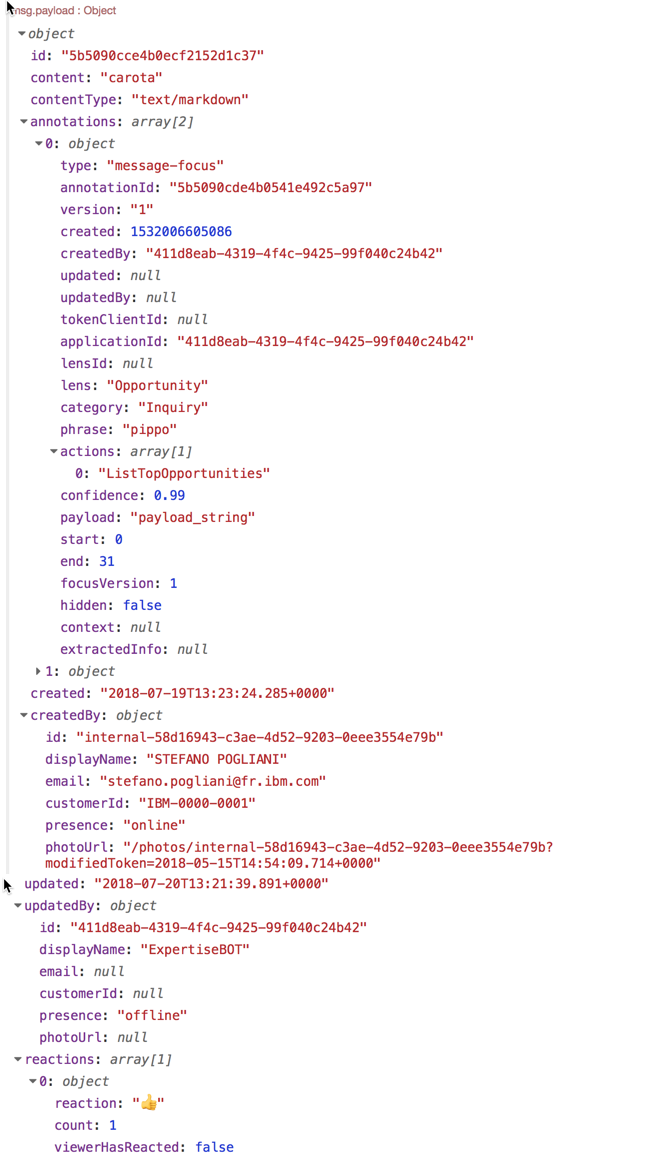 msg.payload : Object
object
id: "5b5090cce4b0ecf2152d1c37"
content: "carota"
contentType: "text/markdown"
annotations: array[2]
0: object
type: "message-focus"
annotationId: "5b5090cde4b0541e492c5a97"
version: "1"
created: 1532006605086
createdBy: "411d8eab-4319-4f4c-9425-99f040c24b42"
updated: null
updatedBy: null
tokenClientId: null
applicationId: "411d8eab-4319-4f4c-9425-99f040c24b42"
lensId: null
lens: "Opportunity"
category: "Inquiry"
phrase: "pippo"
actions: array[1]
0: "ListTopOpportunities"
confidence: 0.99
payload: "payload_string"
start: 0
end: 31
focusVersion: 1
hidden: false
context: null
extractedInfo: null
1: object
created: "2018-07-19T13:23:24.285+0000"
createdBy: object
id: "internal-58d16943-c3ae-4d52-9203-0eee3554e79b"
displayName: "STEFANO POGLIANI"
email: "stefano.pogliani@fr.ibm.com"
customerId: "IBM-0000-0001"
presence: "online"
photoUrl: "/photos/internal-58d16943-c3ae-4d52-9203-0eee3554e79b?
modifiedToken=2018-05-15T14:54:09.714+0000"
updated: "2018-07-20T13:21:39.891+0000"
updatedBy: object
id: "411d8eab-4319-4f4c-9425-99f040c24b42"
displayName: "ExpertiseBOT"
email: null
customerId: null
presence: "offline"
photoUrl: null
reactions: array[1]
0: object
reaction: "👍"
count: 1
viewerHasReacted: false